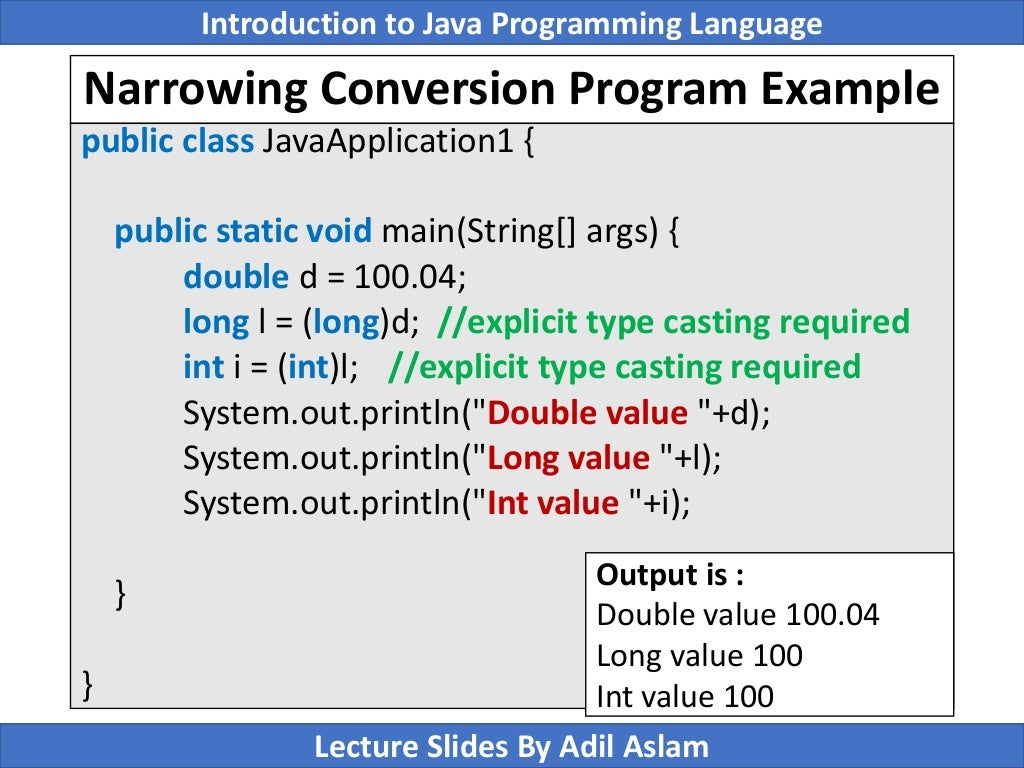 Introduction to Java Programming Language
Narrowing Conversion Program Example
public class JavaApplication1 {
public static void main(String[] args) {
double d = 100.04;
long l = (long)d; //explicit type casting required
int i = (int)l; //explicit type casting required
System.out.println("Double value "+d);
System.out.println("Long value "+l);
System.out.println("Int value "+i);
}
}
Output is :
Double value 100.04
Long value 100
Int value 100
Lecture Slides By Adil Aslam